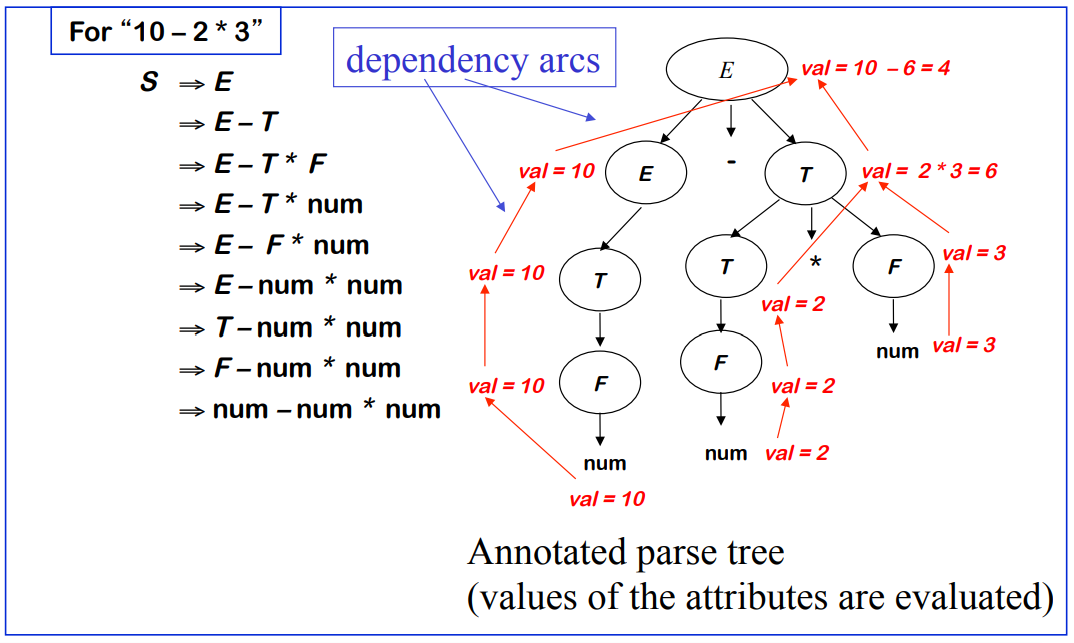 For “10 – 2 * 3”
dependency arcs
S ⇒ E
⇒ E – T
⇒ E – T * F
⇒ E – T * num
⇒ E – F * num
⇒ E – num * num
⇒ T – num * num
⇒ F – num * num
⇒ num – num * num
E val = 10 – 6 = 4
val = 10 E - T val = 2 * 3 = 6
val = 10 T T * F val = 3
val = 2
F num val = 3
val = 10 F val = 2
num num val = 2
val = 10
Annotated parse tree
(values of the attributes are evaluated)